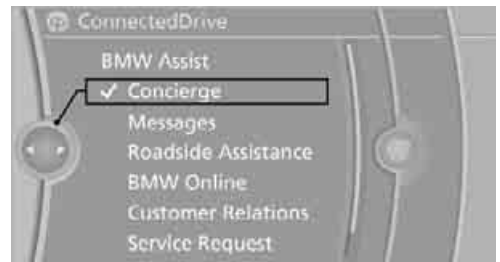 ConnectedDrive
BMW Assist
Concierge
Messages
Roadside Assistance
BMW Online
Customer Relations
Service Request